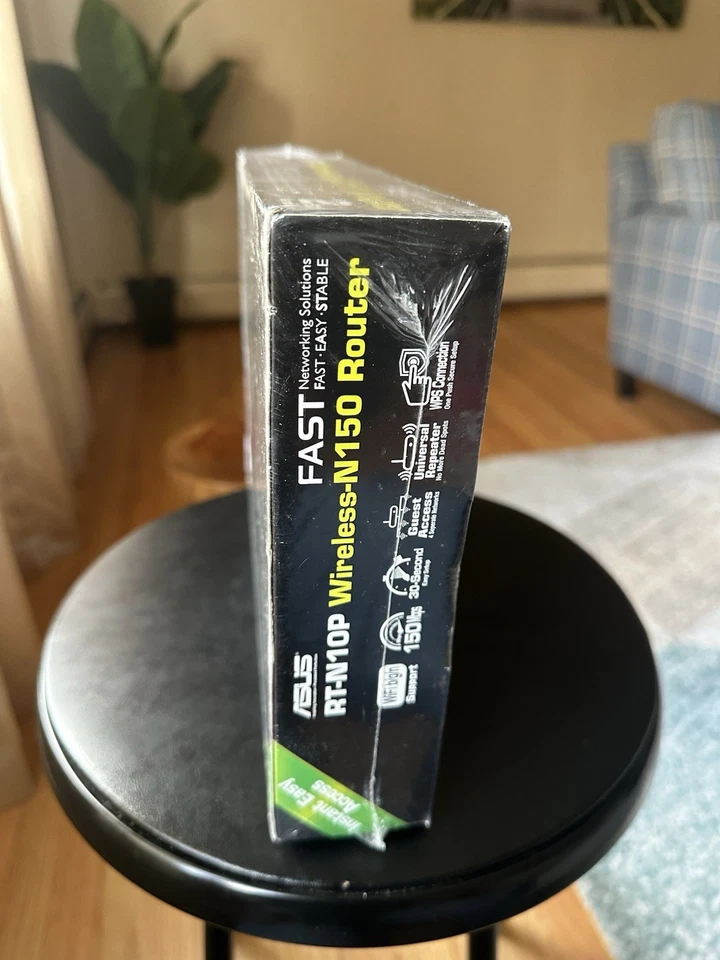 ASUS
FAST Networking Solutions
FAST · EASY · STABLE
RT-N10P Wireless-N150 Router
WiFi b/g/n
Support
150Mbps
30-Second
Easy Setup
Guest
Access
4 Separate Networks
Universal
Repeater
No More Dead Spots
WPS Connection
One Push Secure Setup
Instant Easy
Access